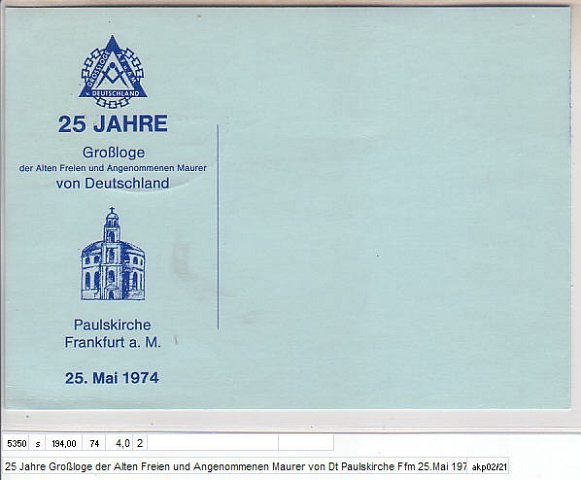 GROSSLOGE A.F.u.A.M.
v. DEUTSCHLAND
25 JAHRE
Großloge
der Alten Freien und Angenommenen Maurer
von Deutschland
Paulskirche
Frankfurt a. M.
25. Mai 1974
5350 s 194,00 74 4,0 2
25 Jahre Großloge der Alten Freien und Angenommenen Maurer von Dt Paulskirche Ffm 25.Mai 197 akp02/21